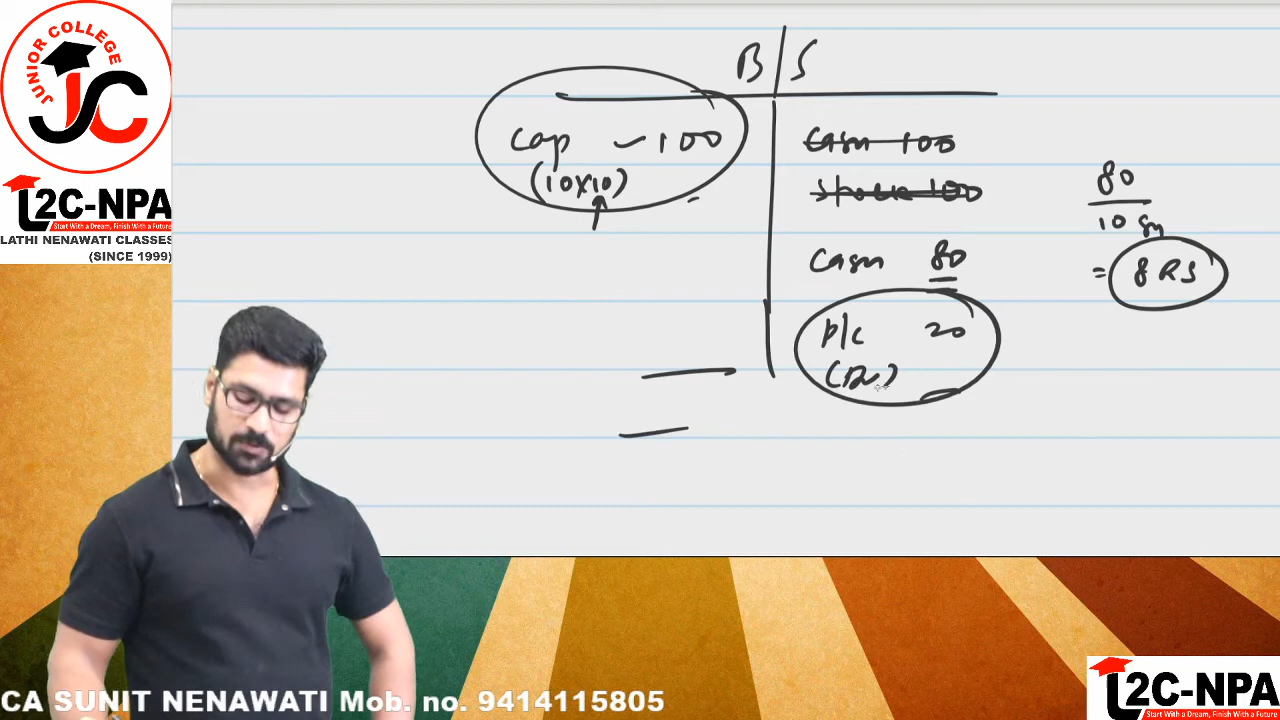 JUNIOR COLLEGE
JC
L2C-NPA
Start With a Dream, Finish With a Future.
LATHI NENAWATI CLASSES
(SINCE 1999)
B S
Cap 100
(10x10)
Cash 100
Stock 100
Cash 80
P/L 20
(Dr)
80
10
= 8 RS
CA SUNIT NENAWATI Mob. no. 9414115805
L2C-NPA
Start With a Dream, Finish With a Future